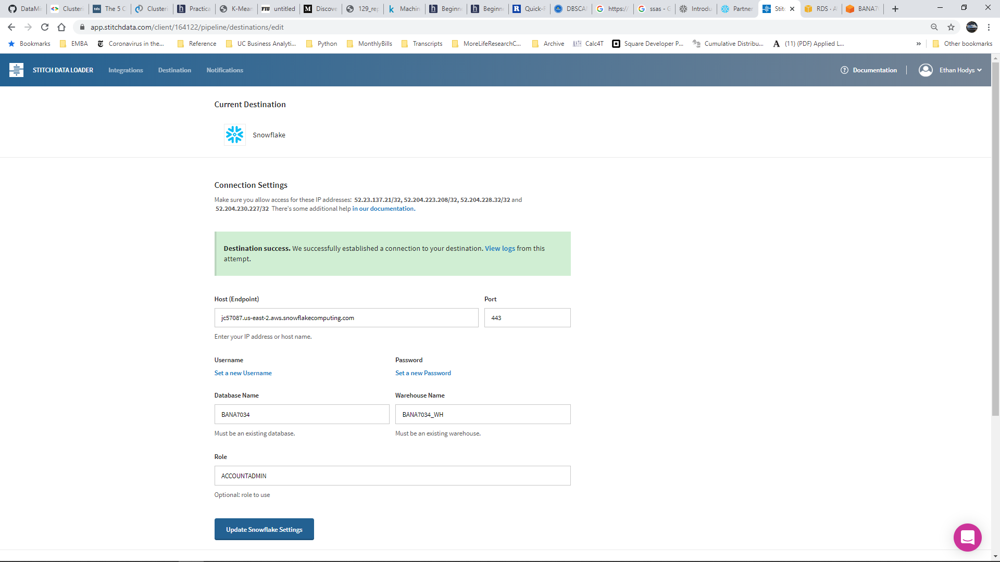 DataMi
Clusteri
The 5 C
Clusteri
Practica
K-Mean
untitled
Discove
129_rep
Machin
Beginne
Beginne
Quick-R
DBSCAN
https:/
ssas - G
Introdu
Partner
Stitc
RDS · A
BANA7
app.stitchdata.com/client/164122/pipeline/destinations/edit
Bookmarks
EMBA
Coronavirus in the...
Reference
UC Business Analyti...
Python
MonthlyBills
Transcripts
MoreLifeResearchC...
Archive
MATH Calc4T
Square Developer P...
Cumulative Distribu...
A (11) (PDF) Applied L...
»
Other bookmarks
STITCH DATA LOADER
Integrations
Destination
Notifications
Documentation
Ethan Hodys
Current Destination
Snowflake
Connection Settings
Make sure you allow access for these IP addresses: 52.23.137.21/32, 52.204.223.208/32, 52.204.228.32/32 and
52.204.230.227/32 There's some additional help in our documentation.
Destination success. We successfully established a connection to your destination. View logs from this
attempt.
Host (Endpoint)
Port
jc57087.us-east-2.aws.snowflakecomputing.com
443
Enter your IP address or host name.
Username
Password
Set a new Username
Set a new Password
Database Name
Warehouse Name
BANA7034
BANA7034_WH
Must be an existing database.
Must be an existing warehouse.
Role
ACCOUNTADMIN
Optional: role to use
Update Snowflake Settings